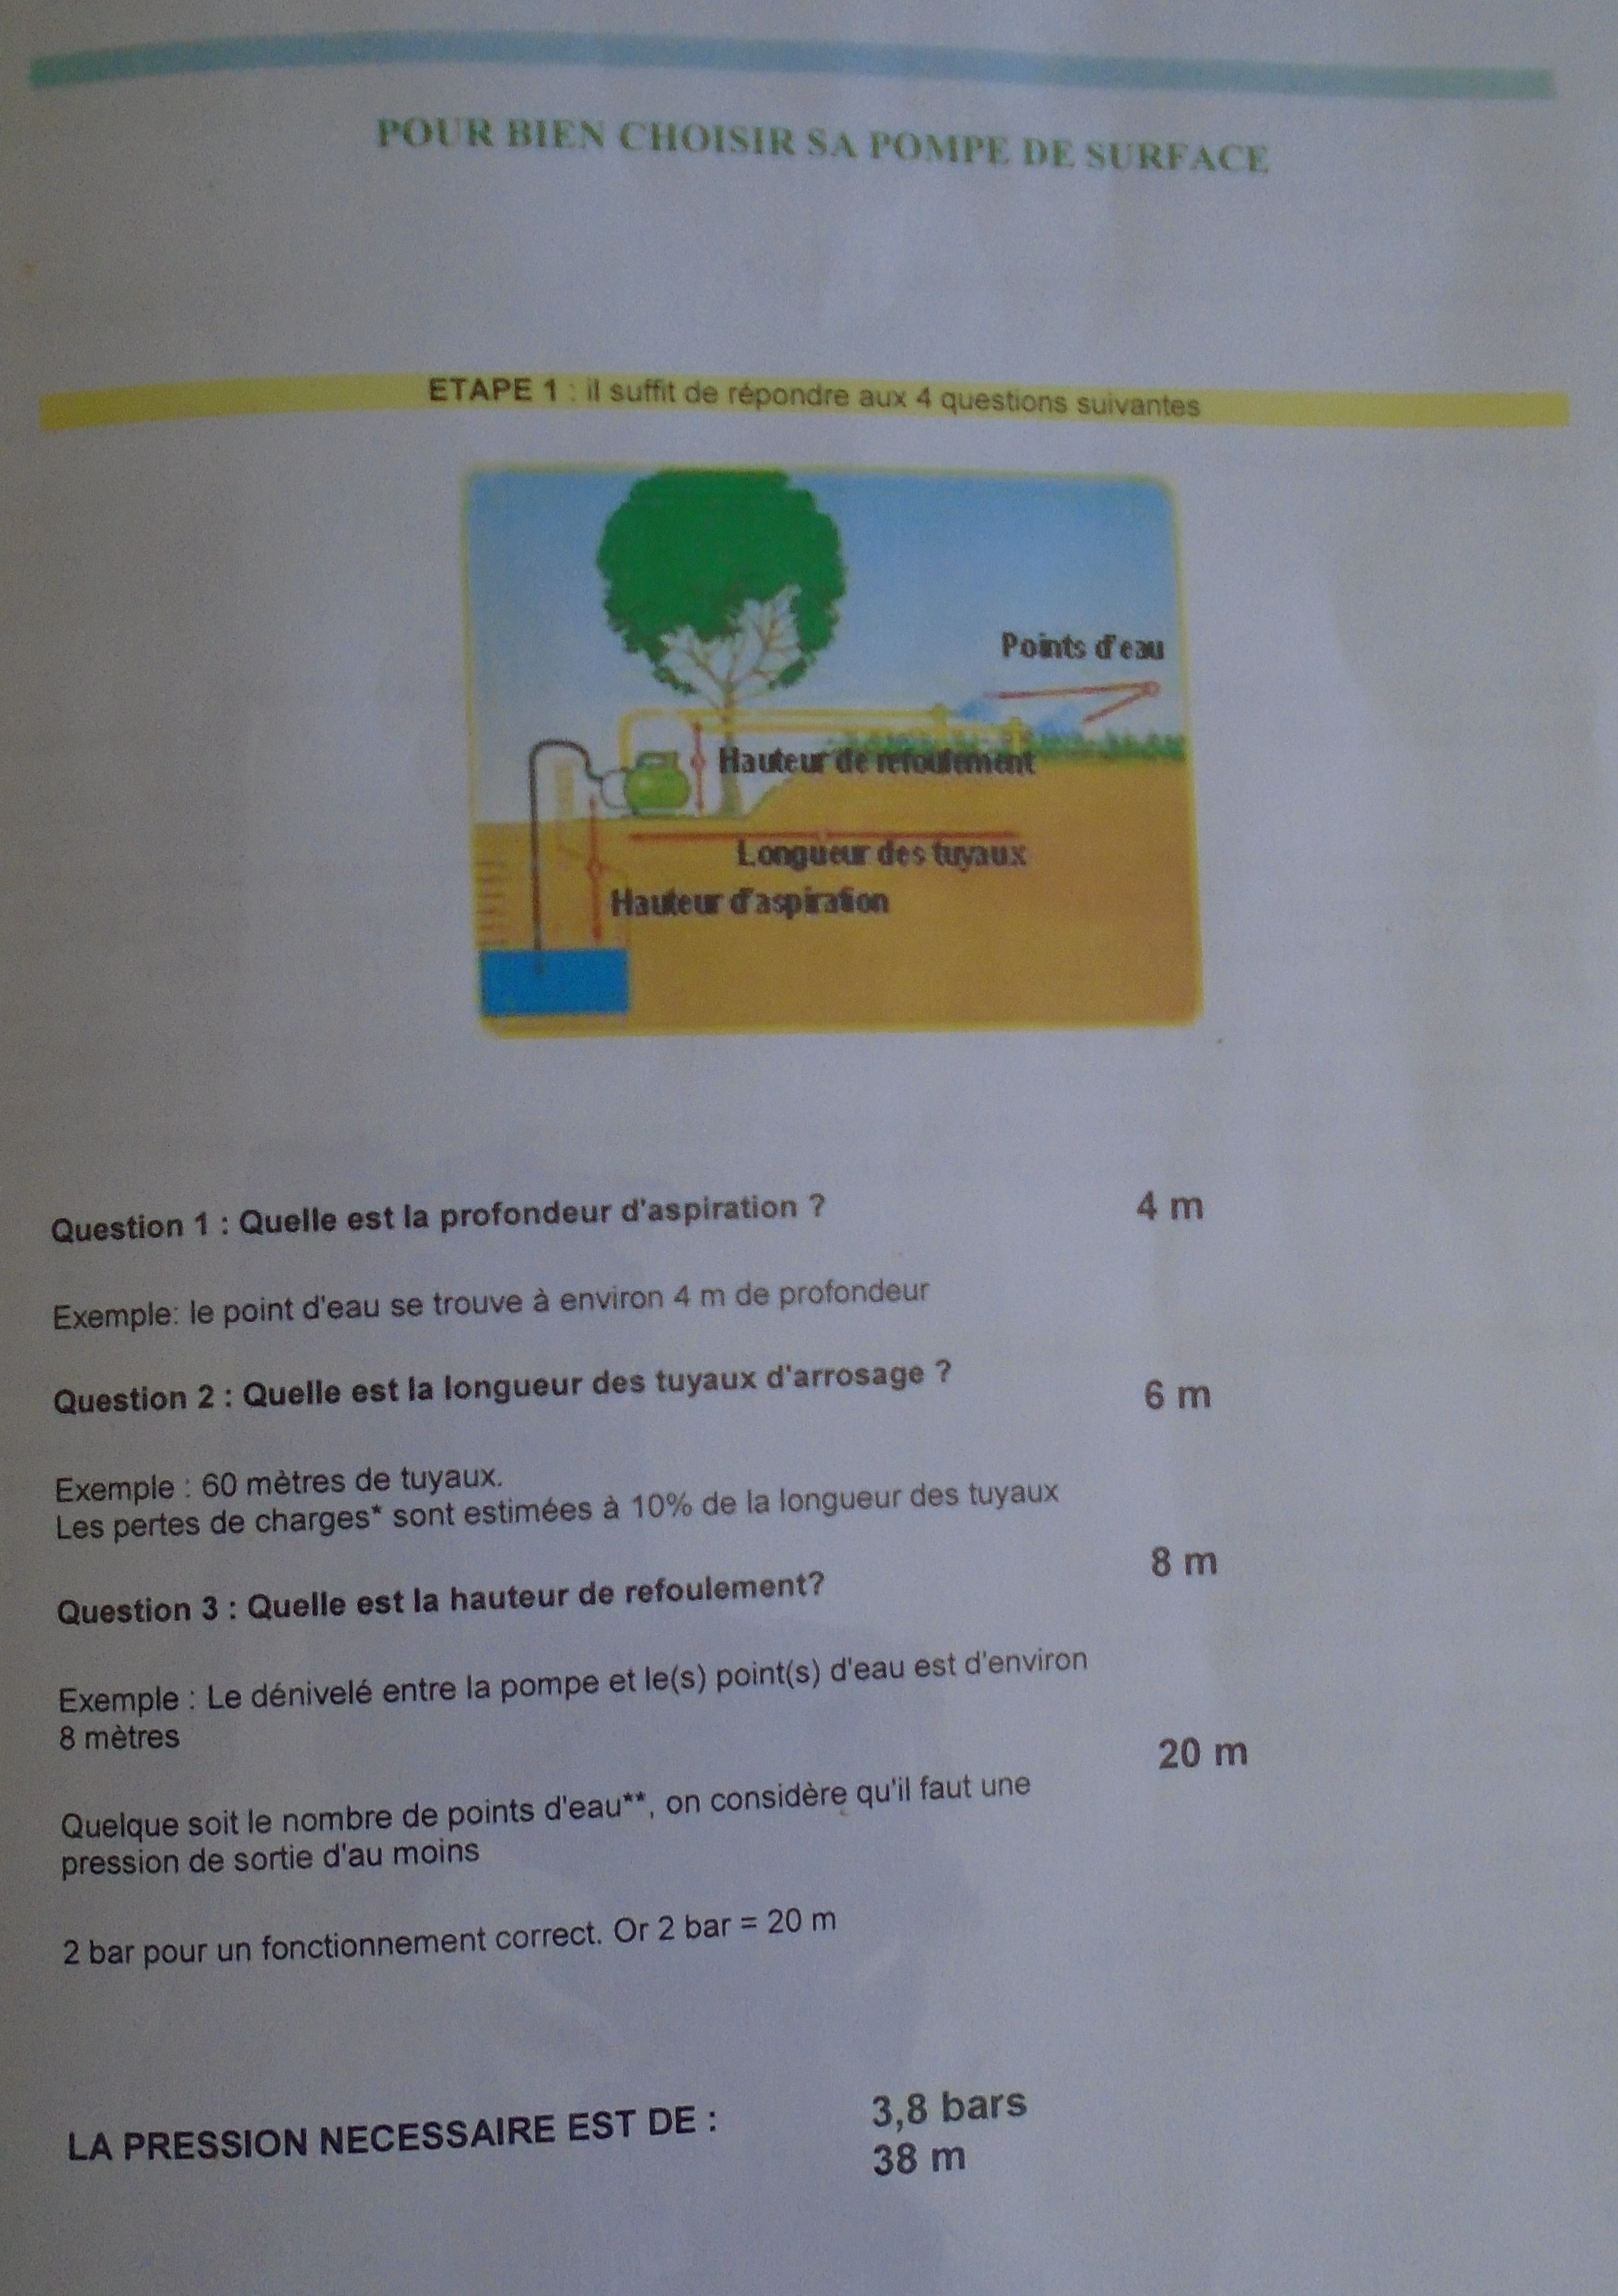 POUR BIEN CHOISIR SA POMPE DE SURFACE
ETAPE 1 : il suffit de répondre aux 4 questions suivantes
Points d'eau
Hauteur de refoulement
Longueur des tuyaux
Hauteur d'aspiration
Question 1 : Quelle est la profondeur d'aspiration ? 4 m
Exemple: le point d'eau se trouve à environ 4 m de profondeur
Question 2 : Quelle est la longueur des tuyaux d'arrosage ? 6 m
Exemple : 60 mètres de tuyaux.
Les pertes de charges* sont estimées à 10% de la longueur des tuyaux
Question 3 : Quelle est la hauteur de refoulement? 8 m
Exemple : Le dénivelé entre la pompe et le(s) point(s) d'eau est d'environ
8 mètres
20 m
Quelque soit le nombre de points d'eau**, on considère qu'il faut une
pression de sortie d'au moins
2 bar pour un fonctionnement correct. Or 2 bar = 20 m
LA PRESSION NECESSAIRE EST DE : 3,8 bars
38 m